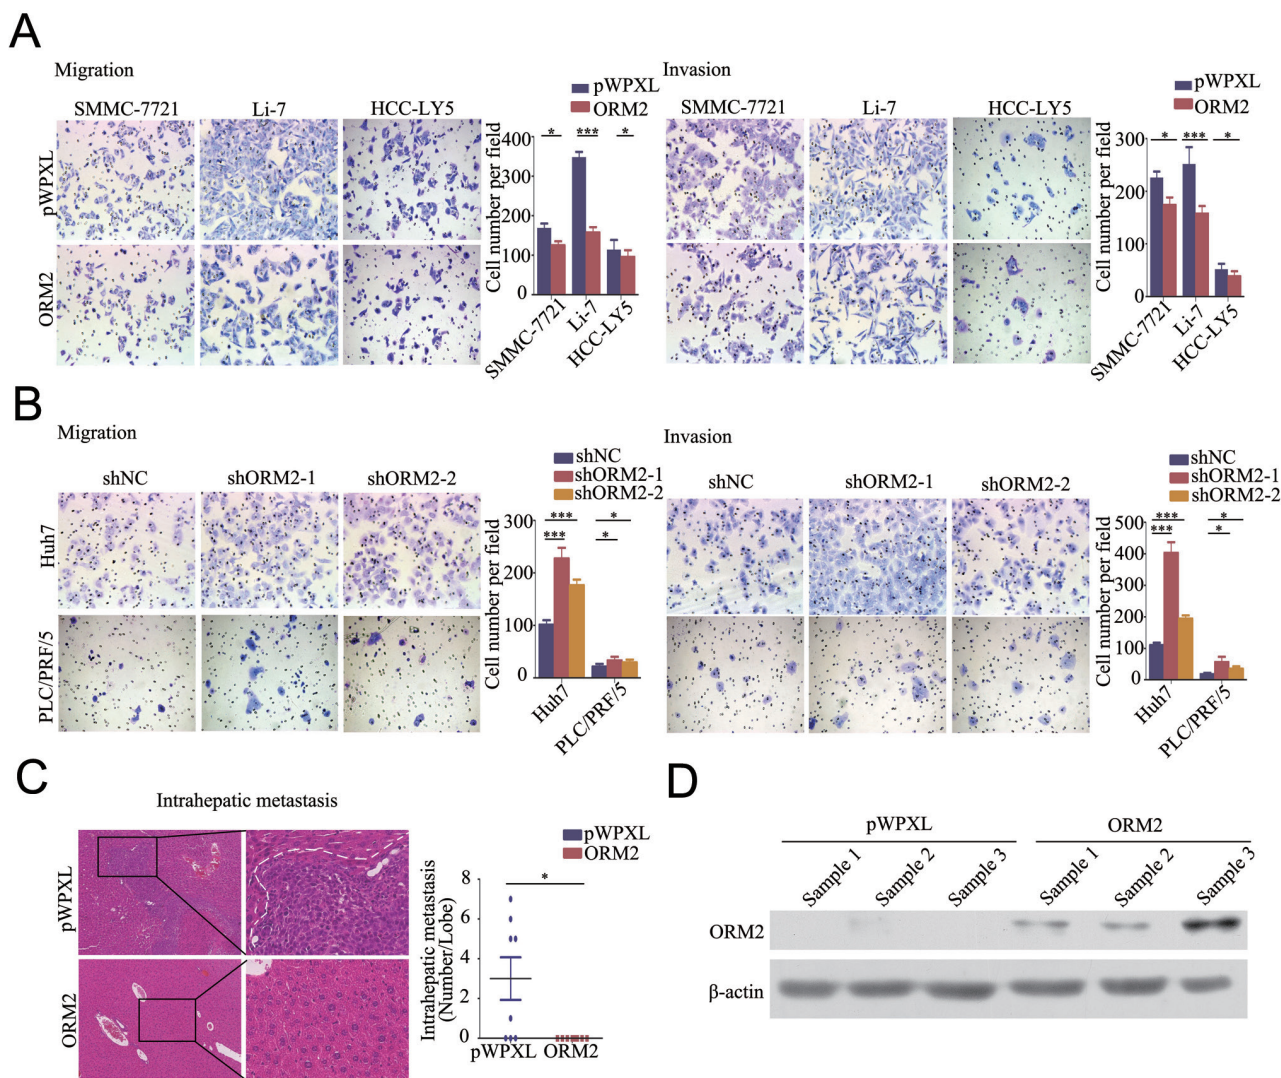 A
Migration
SMMC-7721 Li-7 HCC-LY5
pWPXL
ORM2
pWPXL
ORM2
Cell number per field
400
300
200
100
0
* *** *
SMMC-7721
Li-7
HCC-LY5
Invasion
SMMC-7721 Li-7 HCC-LY5
pWPXL
ORM2
Cell number per field
300
200
100
0
* *** *
SMMC-7721
Li-7
HCC-LY5
B
Migration
shNC shORM2-1 shORM2-2
Huh7
PLC/PRF/5
shNC
shORM2-1
shORM2-2
Cell number per field
300
200
100
0
*** *
*** *
Huh7
PLC/PRF/5
Invasion
shNC shORM2-1 shORM2-2
shNC
shORM2-1
shORM2-2
Cell number per field
500
400
300
200
100
0
*** *
*** *
Huh7
PLC/PRF/5
C
Intrahepatic metastasis
pWPXL
ORM2
pWPXL
ORM2
Intrahepatic metastasis
(Number/Lobe)
8
6
4
2
0
*
pWPXL ORM2
D
pWPXL ORM2
Sample 1 Sample 2 Sample 3 Sample 1 Sample 2 Sample 3
ORM2
β-actin